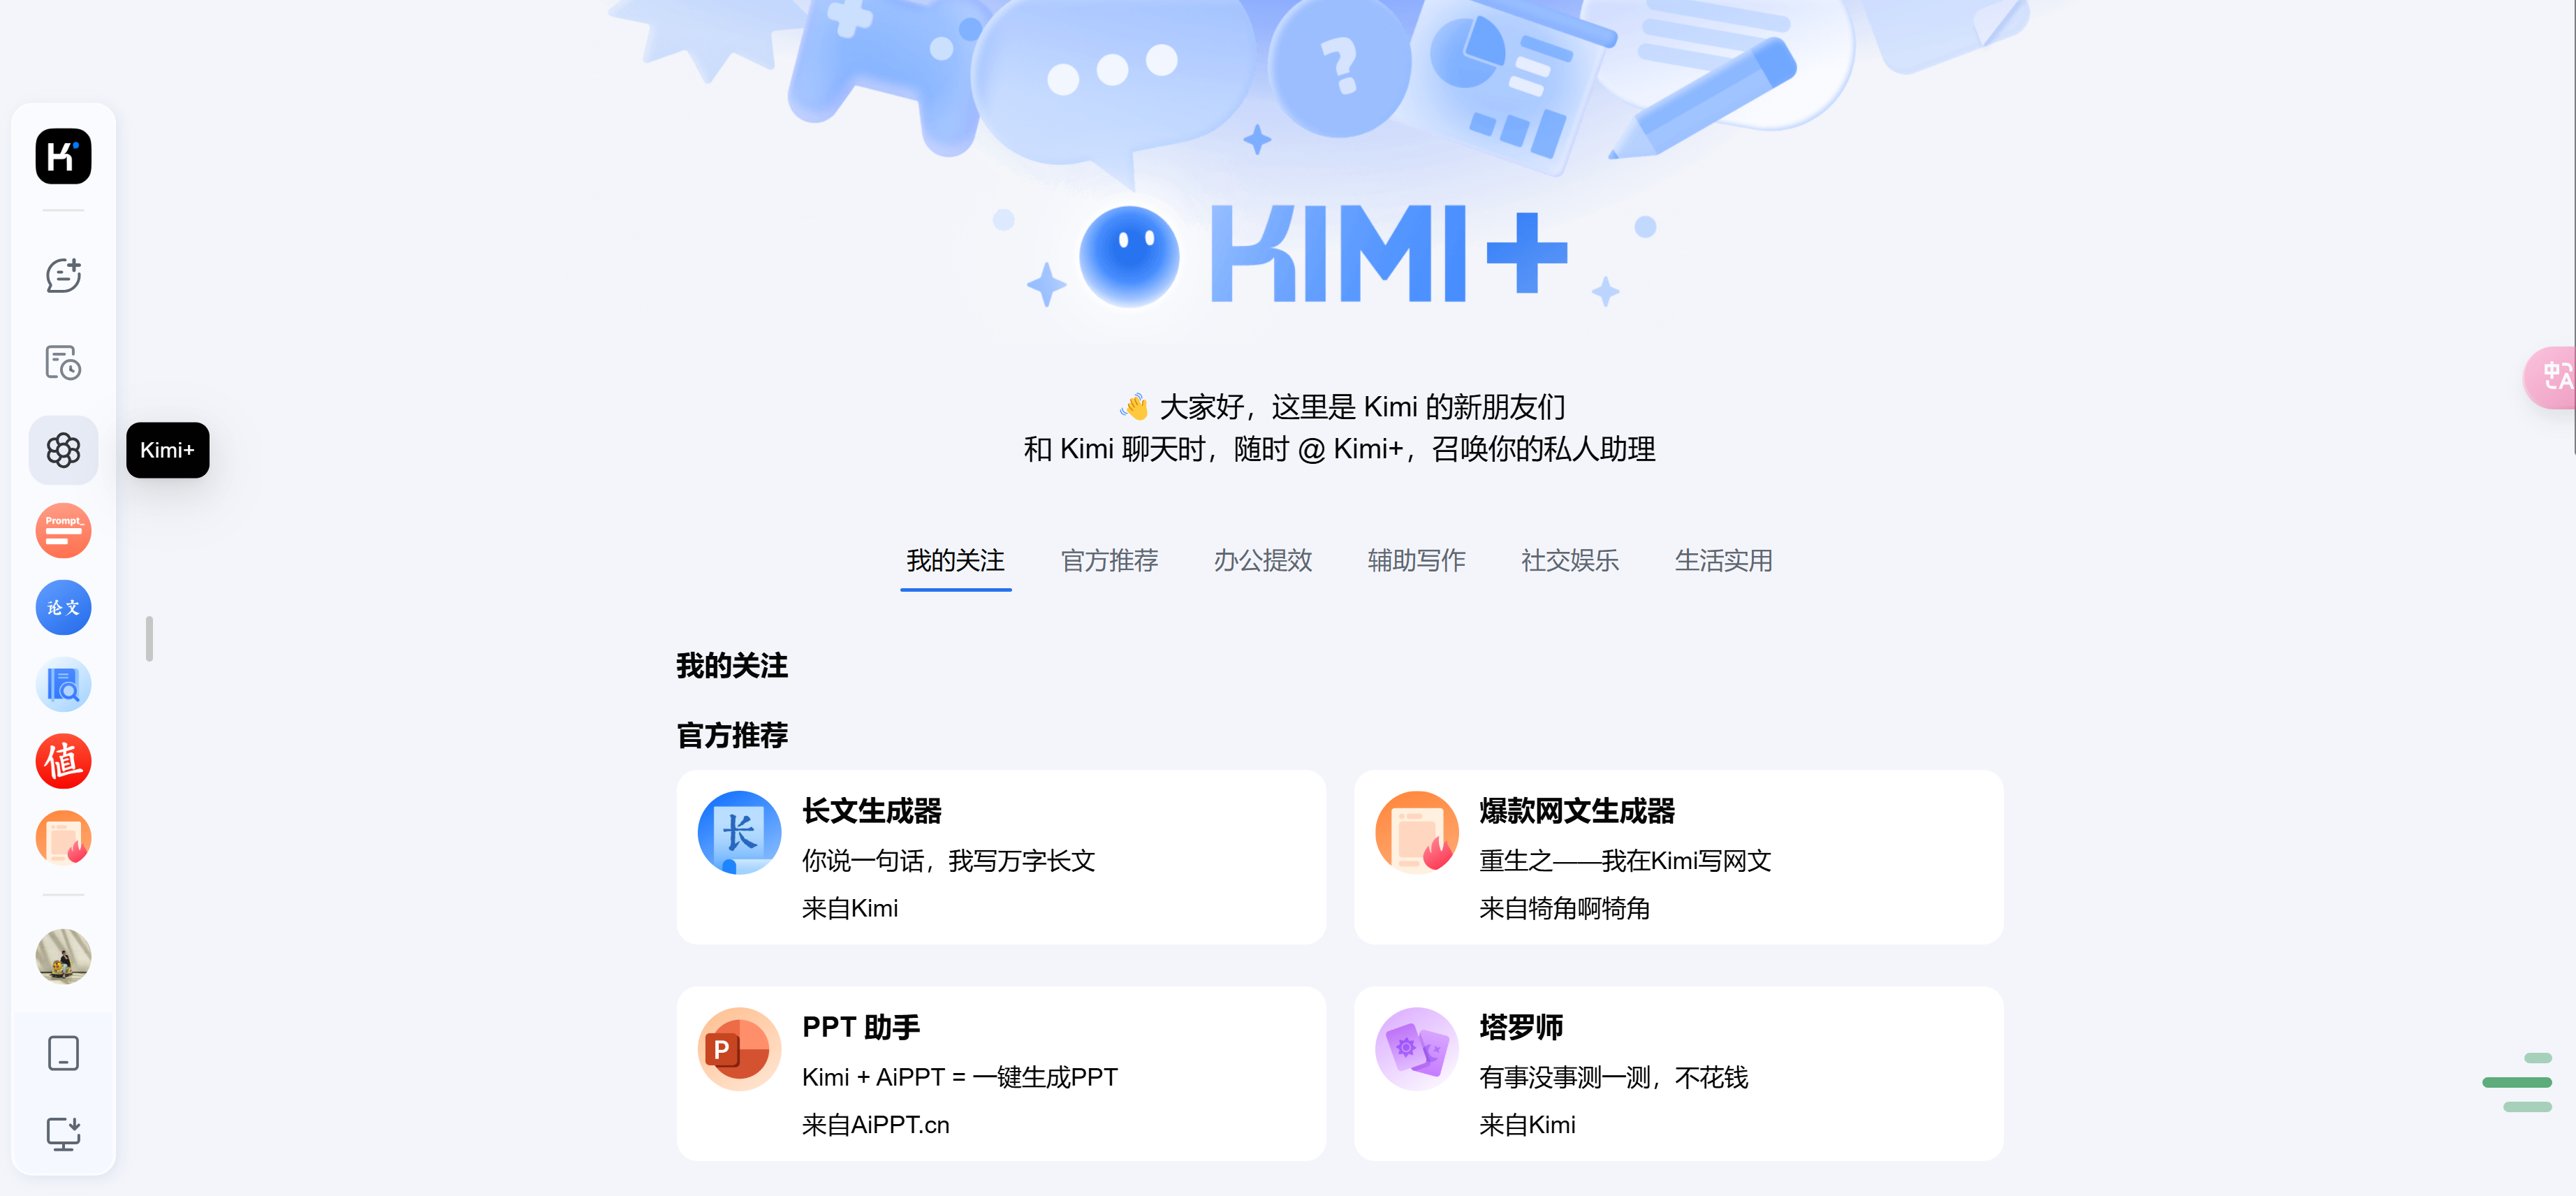 KIMI+
👋 大家好，这里是 Kimi 的新朋友们
和 Kimi 聊天时，随时 @ Kimi+，召唤你的私人助理
Kimi+
Prompt_
论文
值
我的关注 官方推荐 办公提效 辅助写作 社交娱乐 生活实用
我的关注
官方推荐
长
长文生成器
你说一句话，我写万字长文
来自Kimi
爆款网文生成器
重生之——我在Kimi写网文
来自犄角啊犄角
P
PPT 助手
Kimi + AiPPT = 一键生成PPT
来自AiPPT.cn
塔罗师
有事没事测一测，不花钱
来自Kimi
K
?
中A